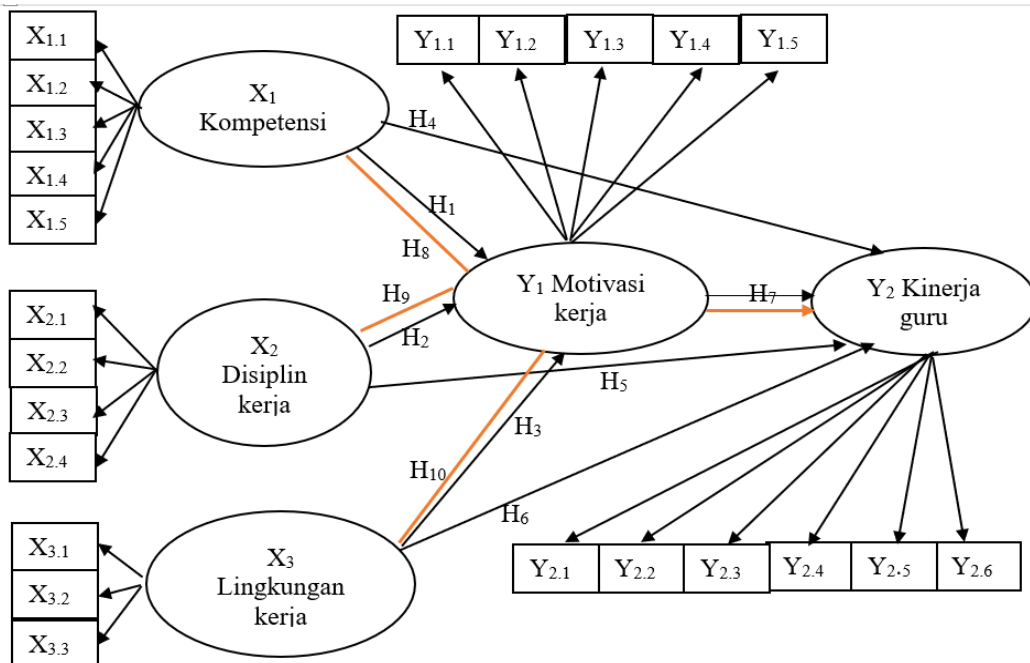 X1.1
X1.2
X1.3
X1.4
X1.5
X1
Kompetensi
Y1.1
Y1.2
Y1.3
Y1.4
Y1.5
H4
H1
H8
H9
H2
Y1 Motivasi
kerja
H7
Y2 Kinerja
guru
X2.1
X2.2
X2.3
X2.4
X2
Disiplin
kerja
H5
H3
H10
H6
X3.1
X3.2
X3.3
X3
Lingkungan
kerja
Y2.1
Y2.2
Y2.3
Y2.4
Y2.5
Y2.6